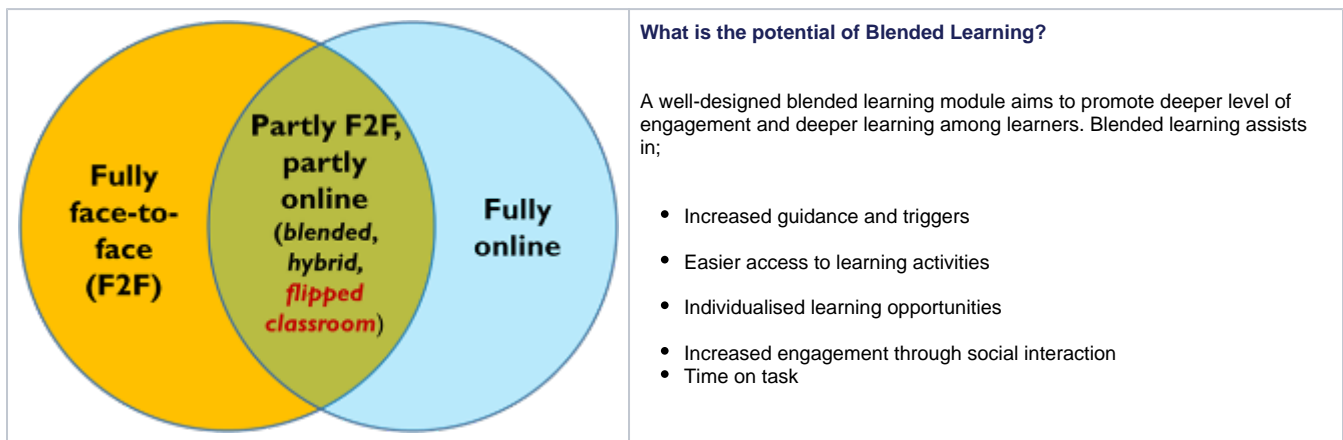 Fully
face-to-
face
(F2F)
Partly F2F,
partly
online
(blended,
hybrid,
flipped
classroom)
Fully
online
What is the potential of Blended Learning?
A well-designed blended learning module aims to promote deeper level of
engagement and deeper learning among learners. Blended learning assists
in;
• Increased guidance and triggers
• Easier access to learning activities
• Individualised learning opportunities
• Increased engagement through social interaction
• Time on task